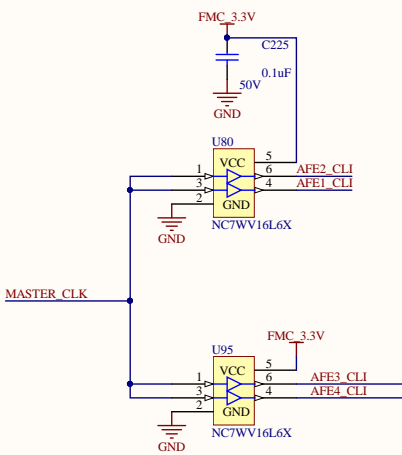 FMC_3.3V
C225
0.1uF
50V
GND
U80
VCC
5
1
6
AFE2_CLI
3
4
AFE1_CLI
2
GND
GND
NC7WV16L6X
MASTER_CLK
FMC_3.3V
U95
VCC
5
1
6
AFE3_CLI
3
4
AFE4_CLI
2
GND
GND
NC7WV16L6X